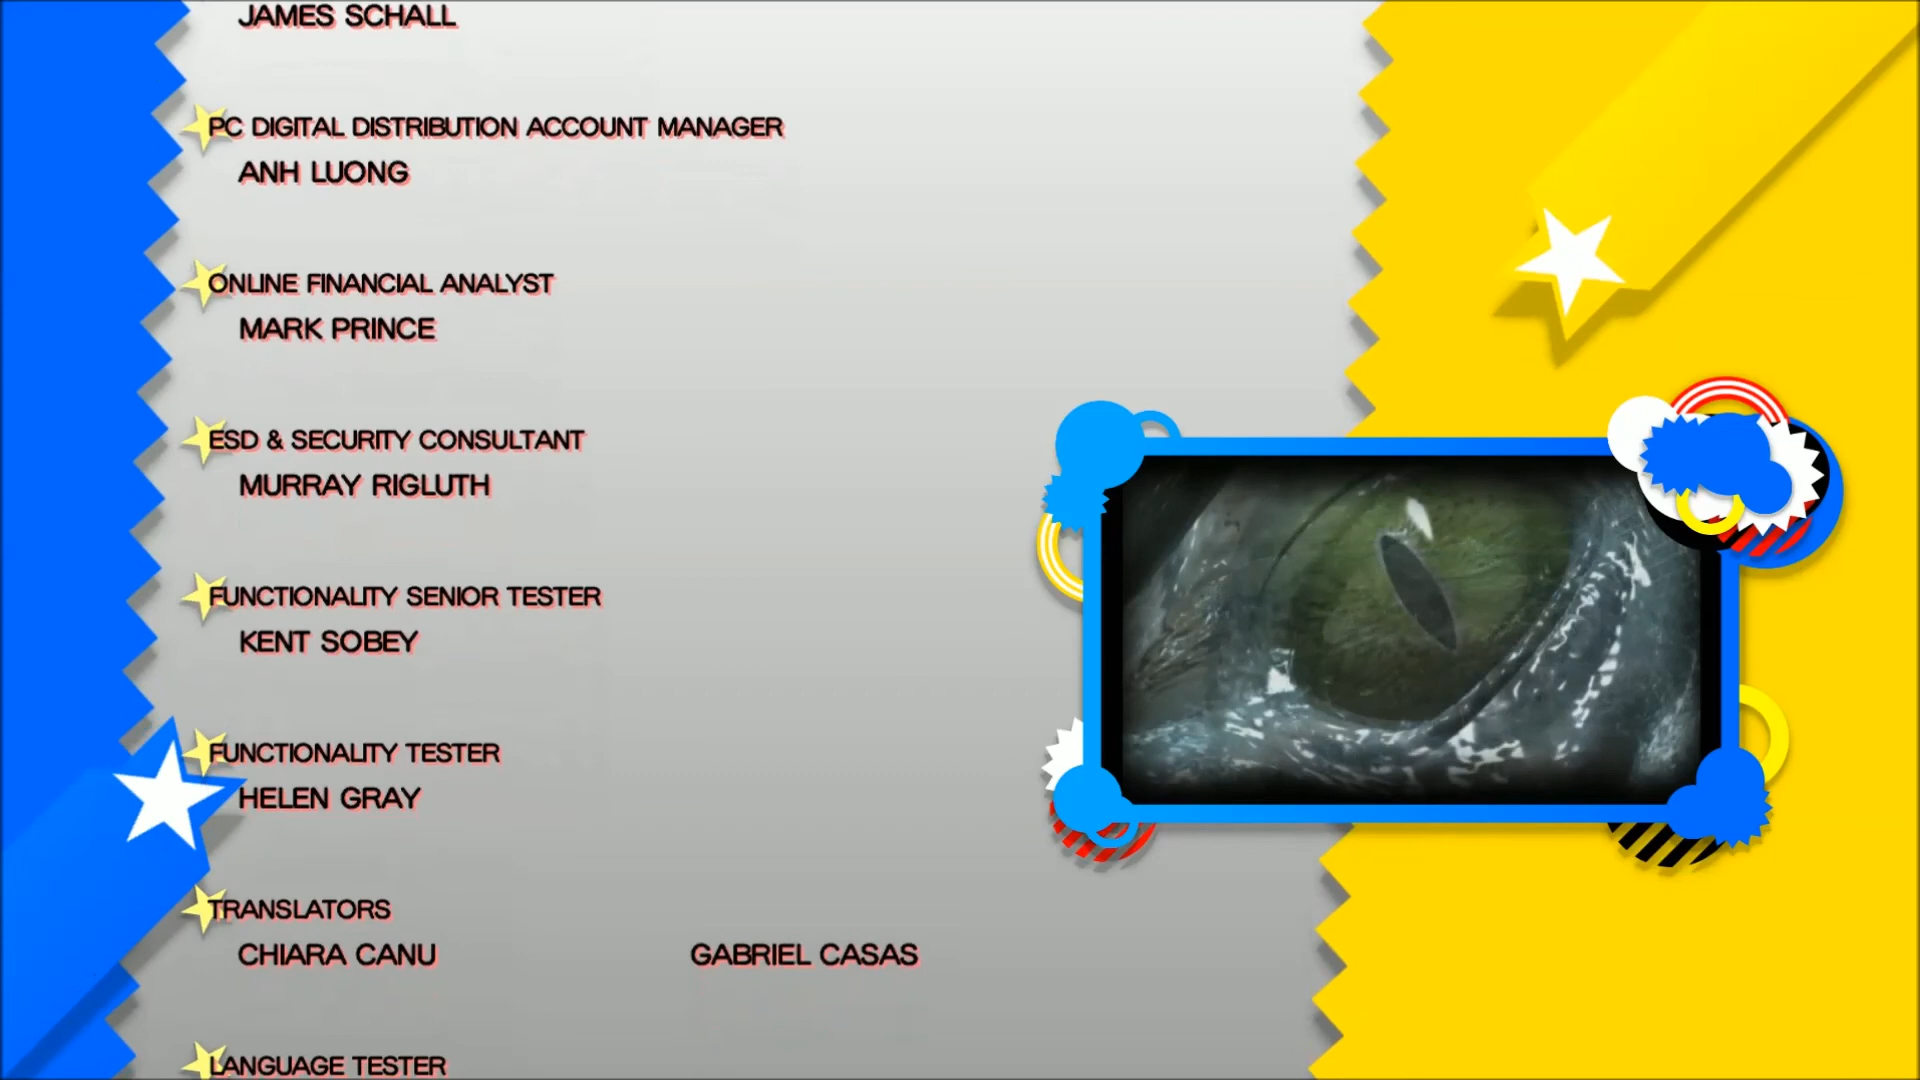 JAMES SCHALL
PC DIGITAL DISTRIBUTION ACCOUNT MANAGER
ANH LUONG
ONLINE FINANCIAL ANALYST
MARK PRINCE
ESD & SECURITY CONSULTANT
MURRAY RIGLUTH
FUNCTIONALITY SENIOR TESTER
KENT SOBEY
FUNCTIONALITY TESTER
HELEN GRAY
TRANSLATORS
CHIARA CANU GABRIEL CASAS
LANGUAGE TESTER